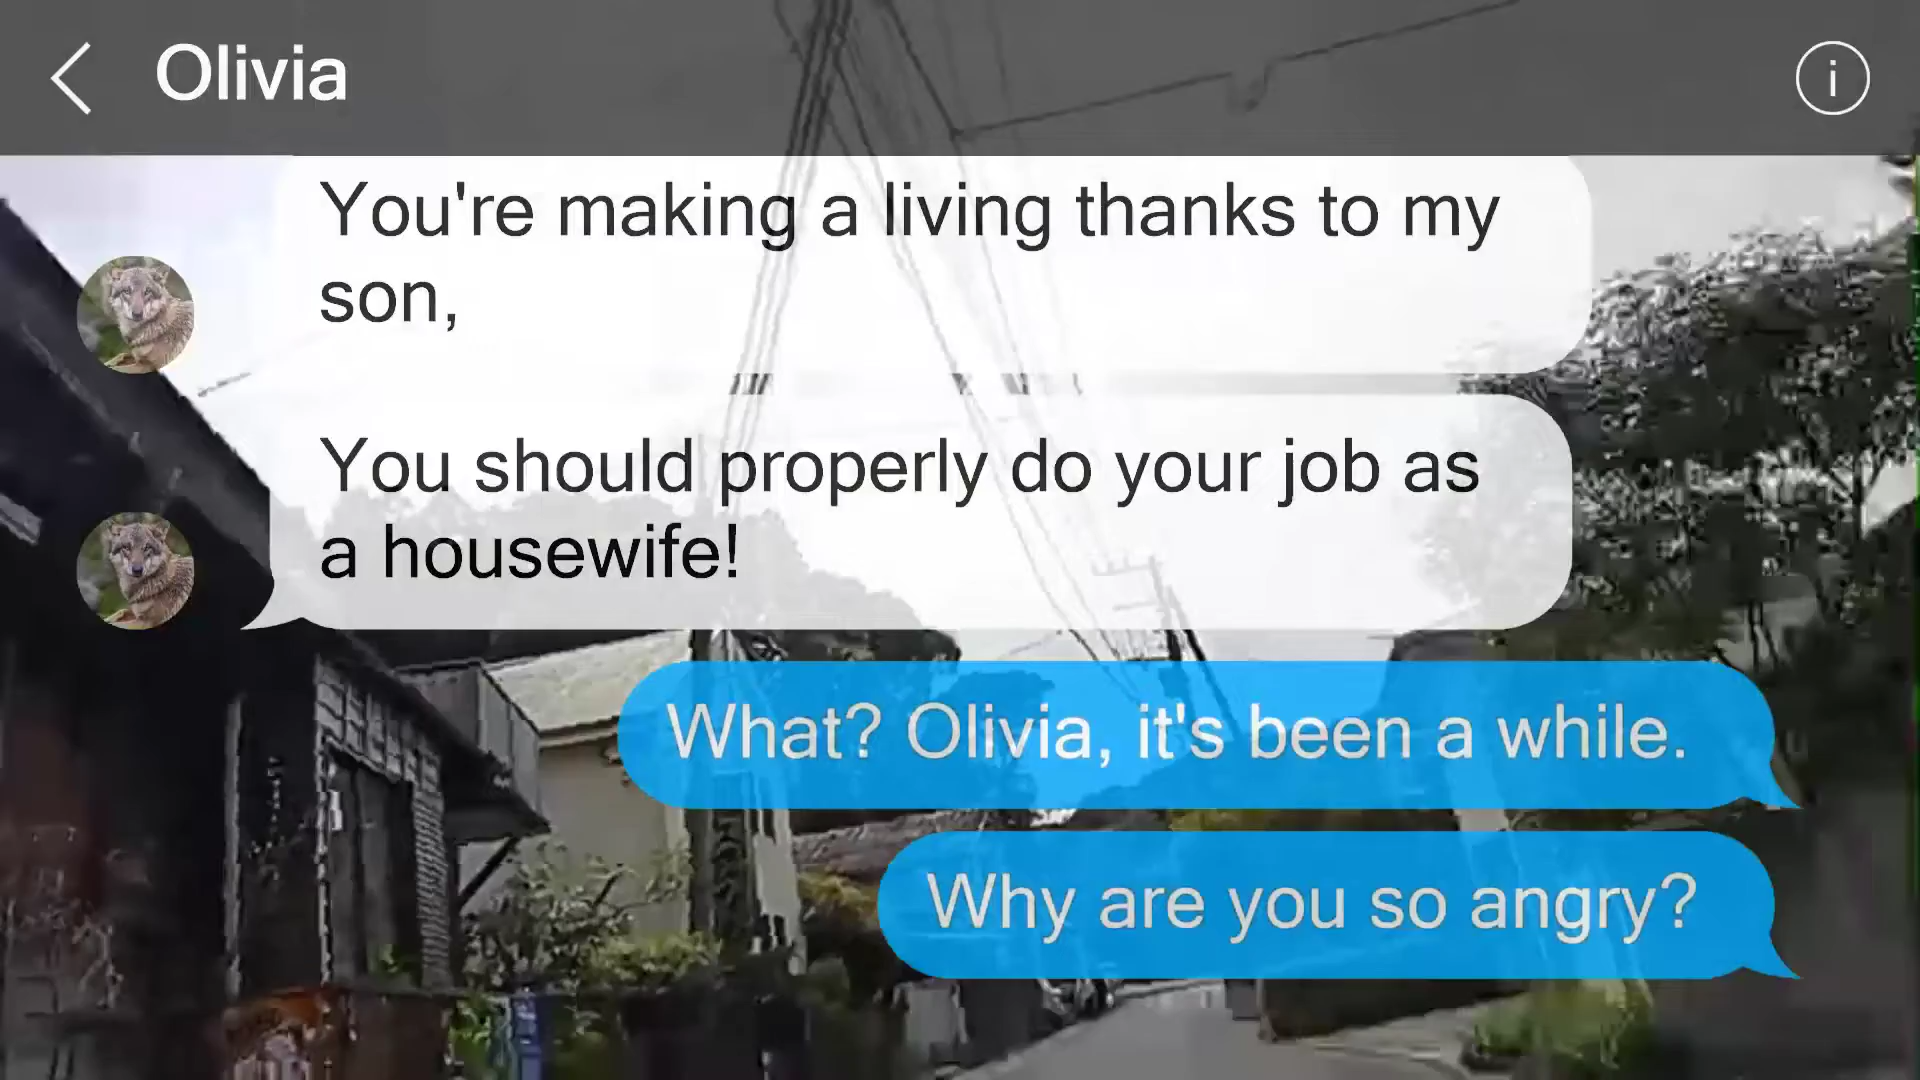 Olivia
You're making a living thanks to my
son,
You should properly do your job as
a housewife!
What? Olivia, it's been a while.
Why are you so angry?